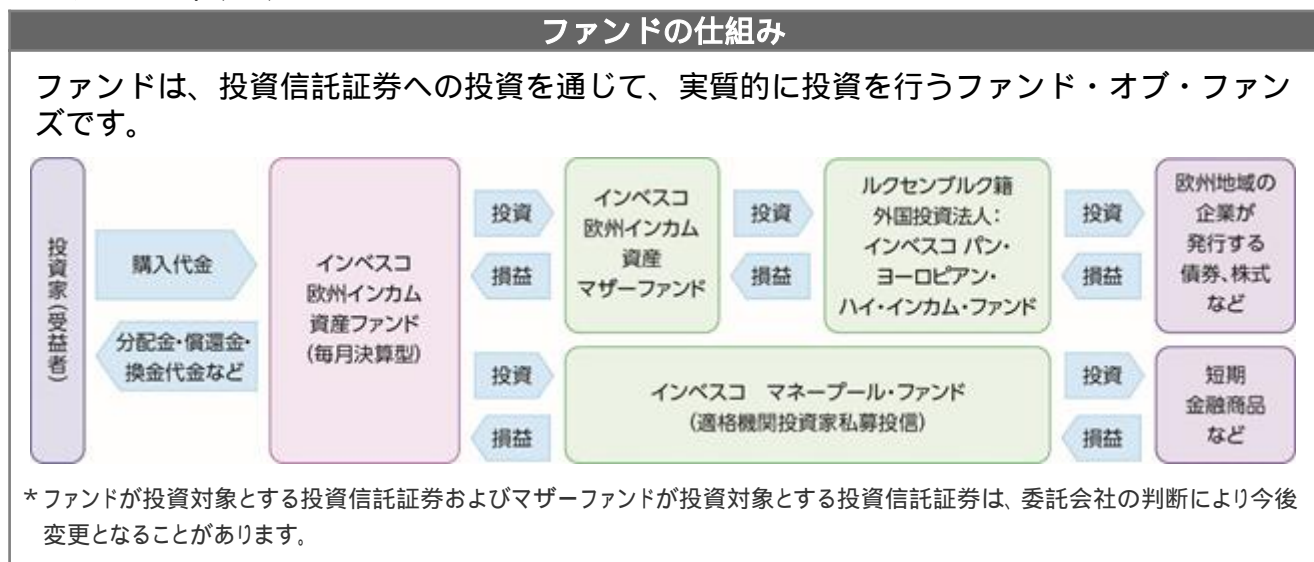 ファンドの仕組み
ファンドは、投資信託証券への投資を通じて、実質的に投資を行うファンド・オブ・ファン
ズです。
投資家(受益者)
購入代金
分配金・償還金・
換金代金など
インベスコ
欧州インカム
資産ファンド
(毎月決算型)
投資
損益
インベスコ
欧州インカム
資産
マザーファンド
投資
損益
ルクセンブルク籍
外国投資法人:
インベスコ パン・
ヨーロピアン・
ハイ・インカム・ファンド
投資
損益
欧州地域の
企業が
発行する
債券、株式
など
投資
損益
インベスコ マネープール・ファンド
(適格機関投資家私募投信)
投資
損益
短期
金融商品
など
*ファンドが投資対象とする投資信託証券およびマザーファンドが投資対象とする投資信託証券は、委託会社の判断により今後
変更となることがあります。